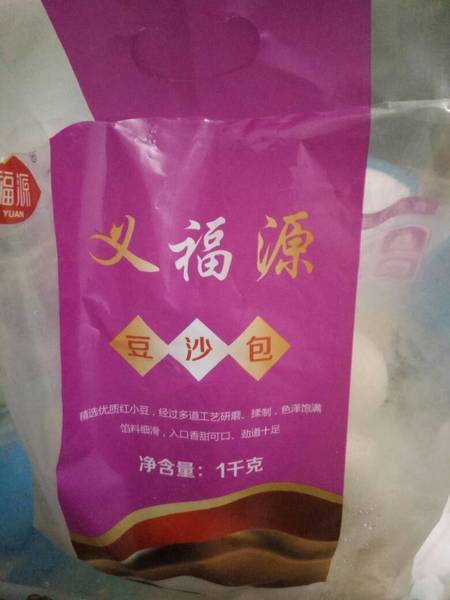 福源
YUAN
义福源
豆沙包
精选优质红小豆，经过多道工艺研磨、揉制，色泽饱满
馅料细滑，入口香甜可口、劲道十足
净含量：1千克